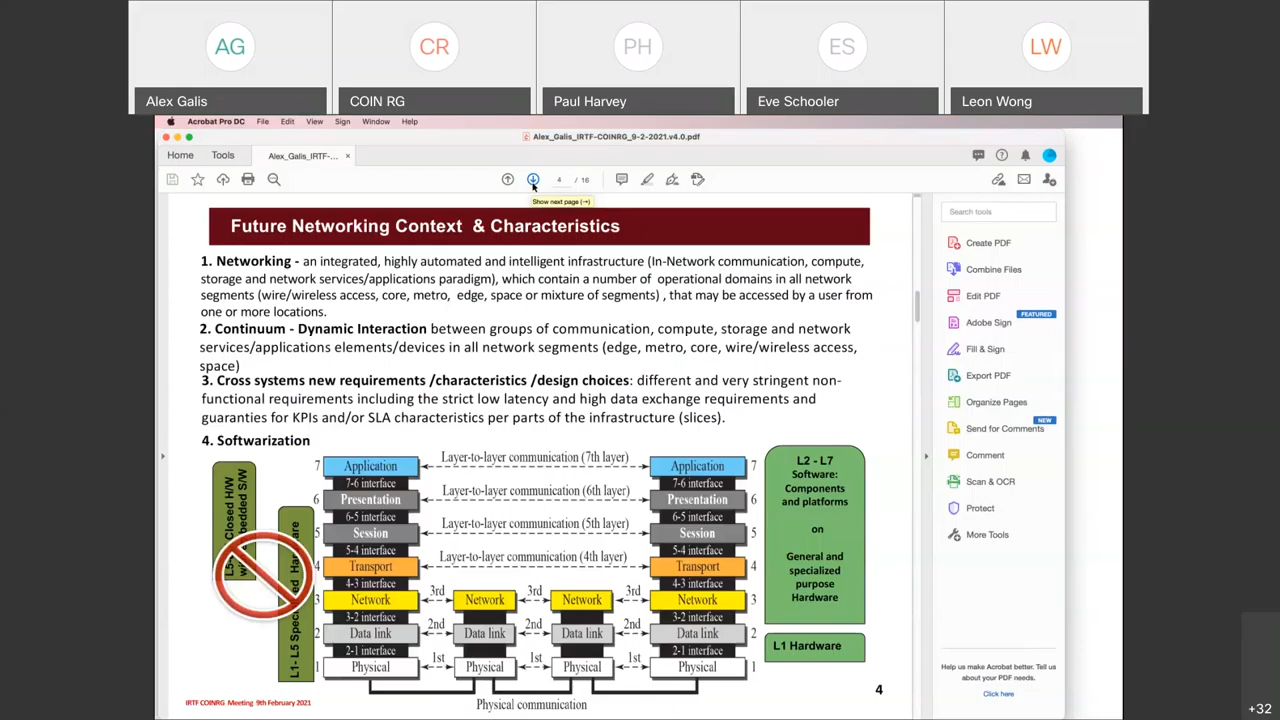 AG
CR
PH
ES
LW
Alex Galis
COIN RG
Paul Harvey
Eve Schooler
Leon Wong
Acrobat Pro DC File Edit View Sign Window Help
Alex_Galis_IRTF-COINRG_9-2-2021.v4.0.pdf
Home Tools Alex_Galis_IRTF-... ×
4 / 16
Show next page (→)
Future Networking Context & Characteristics
1. Networking - an integrated, highly automated and intelligent infrastructure (In-Network communication, compute,
storage and network services/applications paradigm), which contain a number of operational domains in all network
segments (wire/wireless access, core, metro, edge, space or mixture of segments) , that may be accessed by a user from
one or more locations.
2. Continuum - Dynamic Interaction between groups of communication, compute, storage and network
services/applications elements/devices in all network segments (edge, metro, core, wire/wireless access,
space)
3. Cross systems new requirements /characteristics /design choices: different and very stringent non-
functional requirements including the strict low latency and high data exchange requirements and
guaranties for KPIs and/or SLA characteristics per parts of the infrastructure (slices).
4. Softwarization
Closed H/W
S/W
L1- L5
7 Application Layer-to-layer communication (7th layer) Application 7
7-6 interface 7-6 interface
6 Presentation Layer-to-layer communication (6th layer) Presentation 6
6-5 interface 6-5 interface
5 Session Layer-to-layer communication (5th layer) Session 5
5-4 interface 5-4 interface
4 Transport Layer-to-layer communication (4th layer) Transport 4
4-3 interface 4-3 interface
3 Network 3rd Network 3rd Network 3rd Network 3
3-2 interface 3-2 interface
2 Data link 2nd Data link 2nd Data link 2nd Data link 2
2-1 interface 2-1 interface
1 Physical 1st Physical 1st Physical 1st Physical 1
Physical communication
L2 - L7
Software:
Components
and platforms
on
General and
specialized
purpose
Hardware
L1 Hardware
4
IRTF COINRG Meeting 9th February 2021
Search tools
Create PDF
Combine Files
Edit PDF
FEATURED
Adobe Sign
Fill & Sign
Export PDF
Organize Pages
NEW
Send for Comments
Comment
Scan & OCR
Protect
More Tools
Help us make Acrobat better. Tell us
about your PDF needs.
Click here
+32